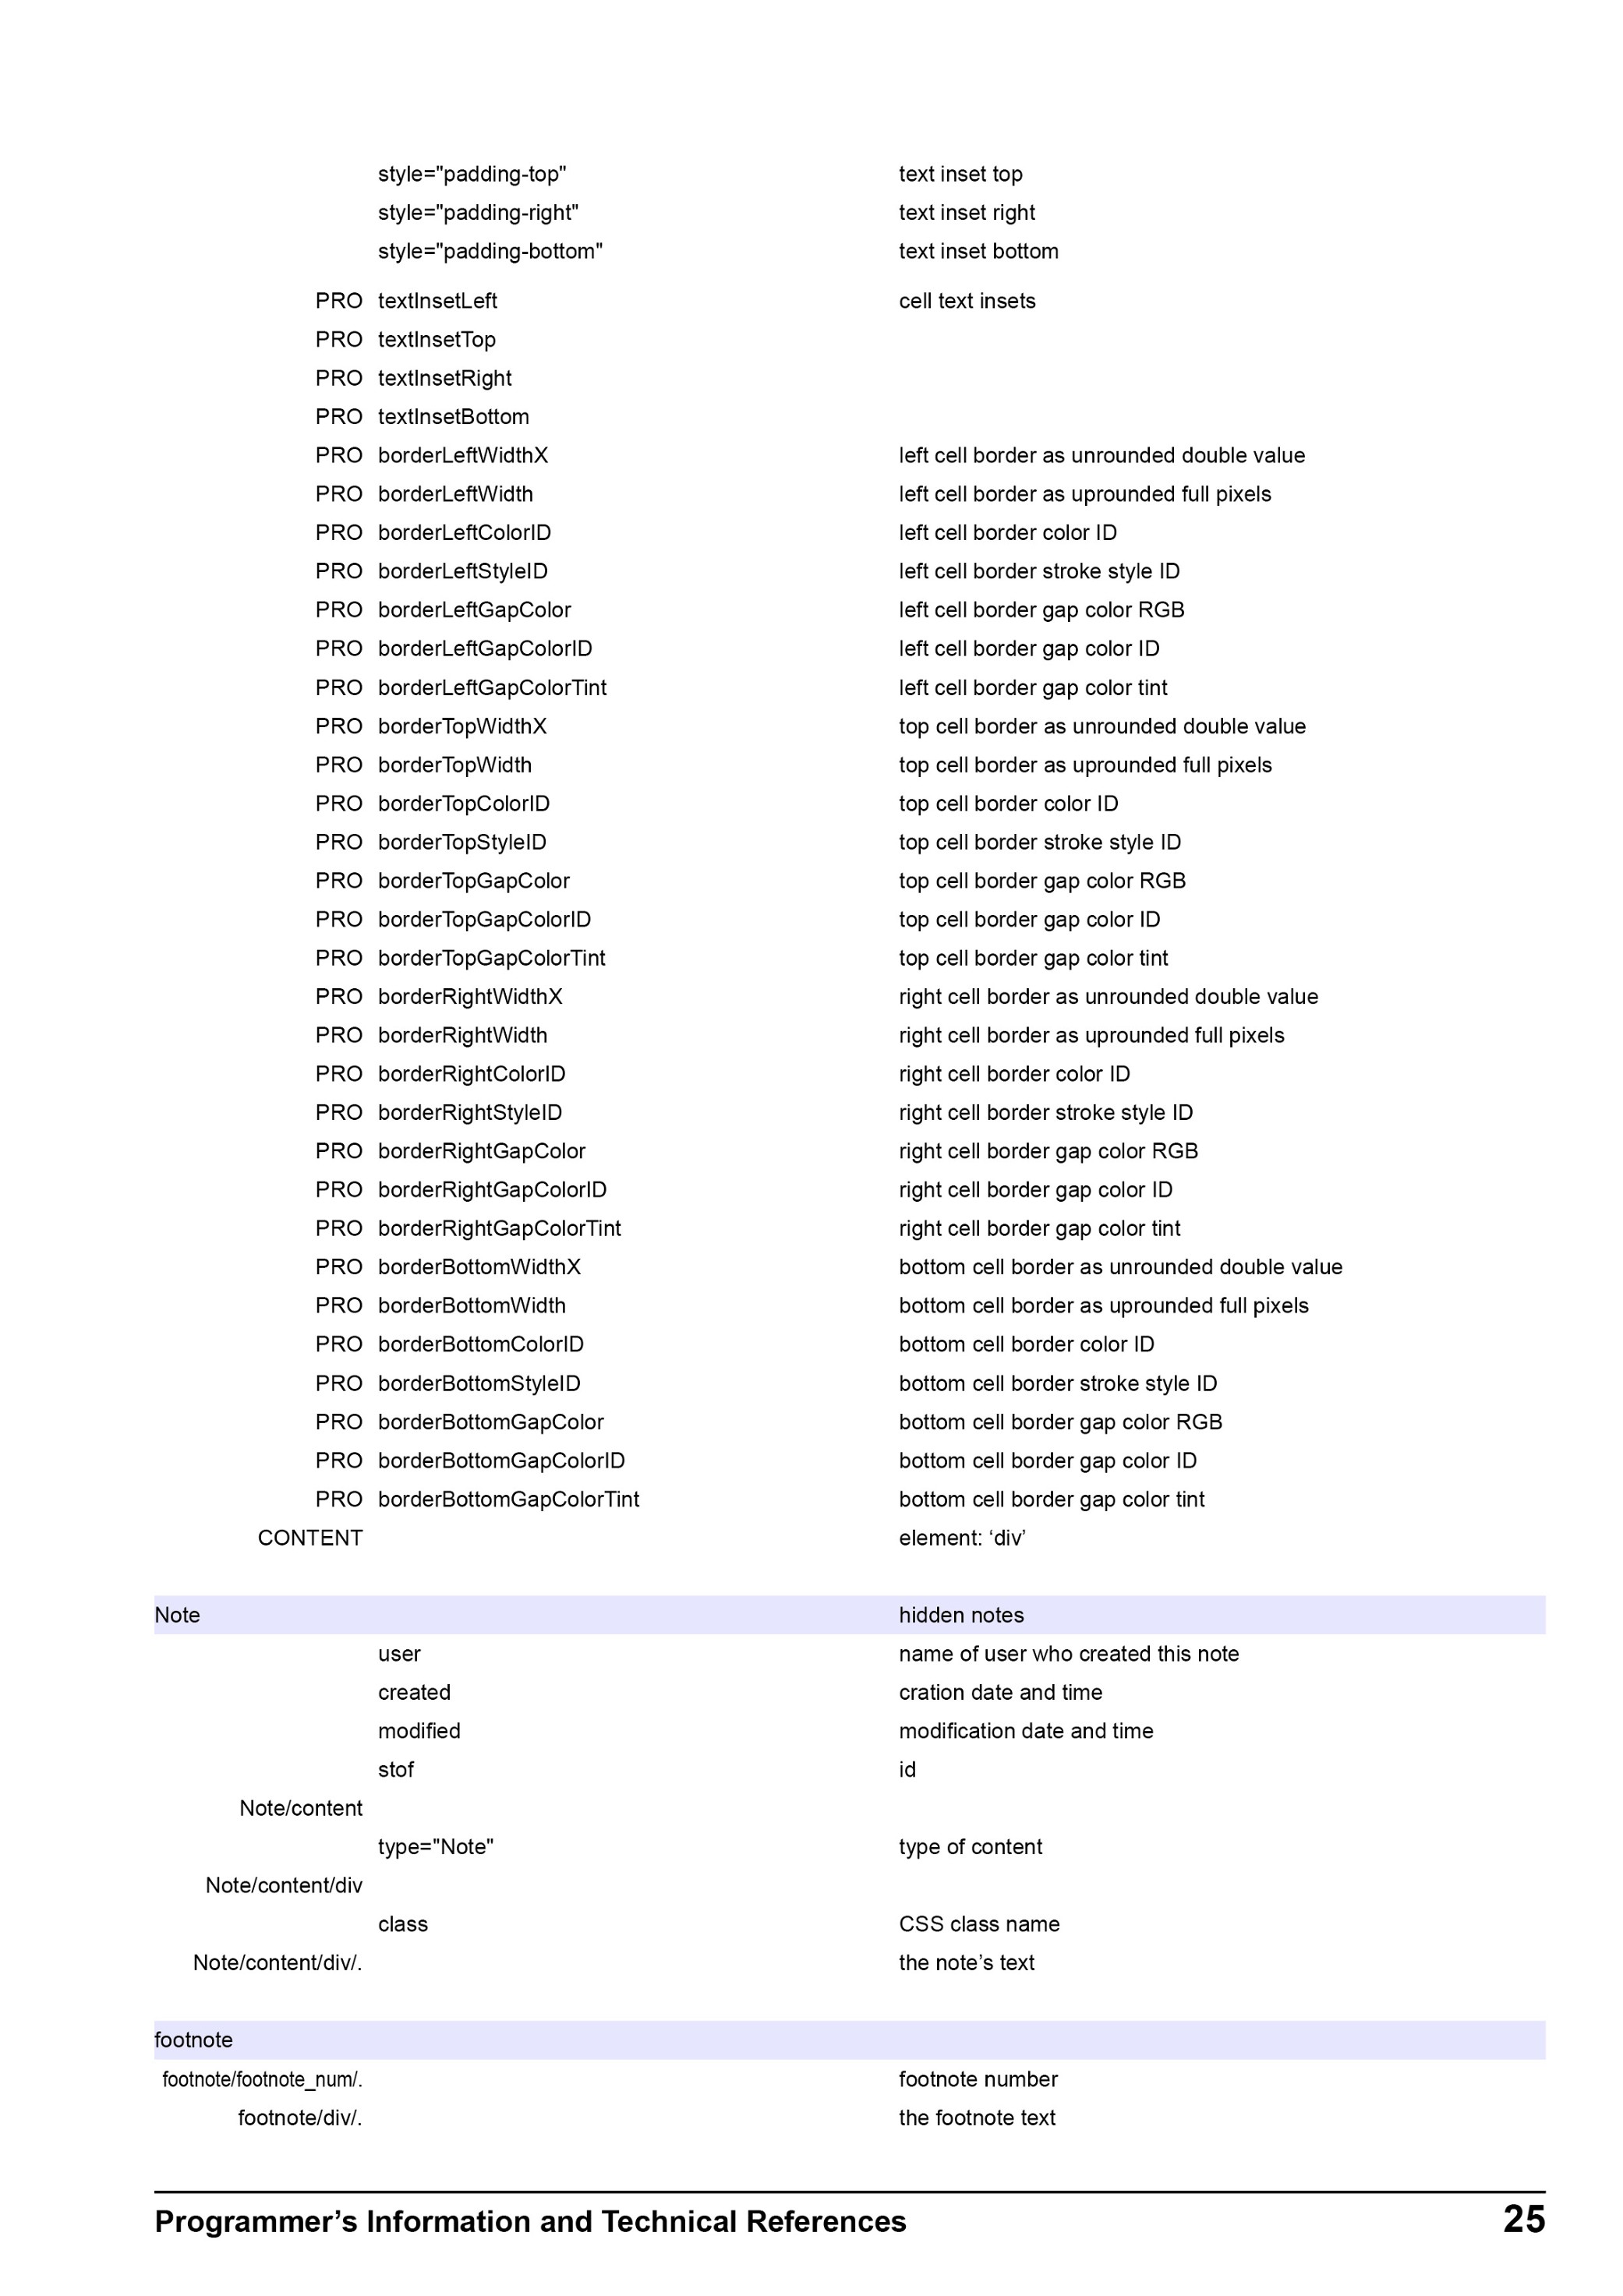 style="padding-top" text inset top
style="padding-right" text inset right
style="padding-bottom" text inset bottom
PRO textInsetLeft cell text insets
PRO textInsetTop
PRO textInsetRight
PRO textInsetBottom
PRO borderLeftWidthX left cell border as unrounded double value
PRO borderLeftWidth left cell border as uprounded full pixels
PRO borderLeftColorID left cell border color ID
PRO borderLeftStyleID left cell border stroke style ID
PRO borderLeftGapColor left cell border gap color RGB
PRO borderLeftGapColorID left cell border gap color ID
PRO borderLeftGapColorTint left cell border gap color tint
PRO borderTopWidthX top cell border as unrounded double value
PRO borderTopWidth top cell border as uprounded full pixels
PRO borderTopColorID top cell border color ID
PRO borderTopStyleID top cell border stroke style ID
PRO borderTopGapColor top cell border gap color RGB
PRO borderTopGapColorID top cell border gap color ID
PRO borderTopGapColorTint top cell border gap color tint
PRO borderRightWidthX right cell border as unrounded double value
PRO borderRightWidth right cell border as uprounded full pixels
PRO borderRightColorID right cell border color ID
PRO borderRightStyleID right cell border stroke style ID
PRO borderRightGapColor right cell border gap color RGB
PRO borderRightGapColorID right cell border gap color ID
PRO borderRightGapColorTint right cell border gap color tint
PRO borderBottomWidthX bottom cell border as unrounded double value
PRO borderBottomWidth bottom cell border as uprounded full pixels
PRO borderBottomColorID bottom cell border color ID
PRO borderBottomStyleID bottom cell border stroke style ID
PRO borderBottomGapColor bottom cell border gap color RGB
PRO borderBottomGapColorID bottom cell border gap color ID
PRO borderBottomGapColorTint bottom cell border gap color tint
CONTENT element: ‘div’
Note hidden notes
user name of user who created this note
created cration date and time
modified modification date and time
stof id
Note/content
type="Note" type of content
Note/content/div
class CSS class name
Note/content/div/. the note’s text
footnote
footnote/footnote_num/. footnote number
footnote/div/. the footnote text
Programmer’s Information and Technical References 25